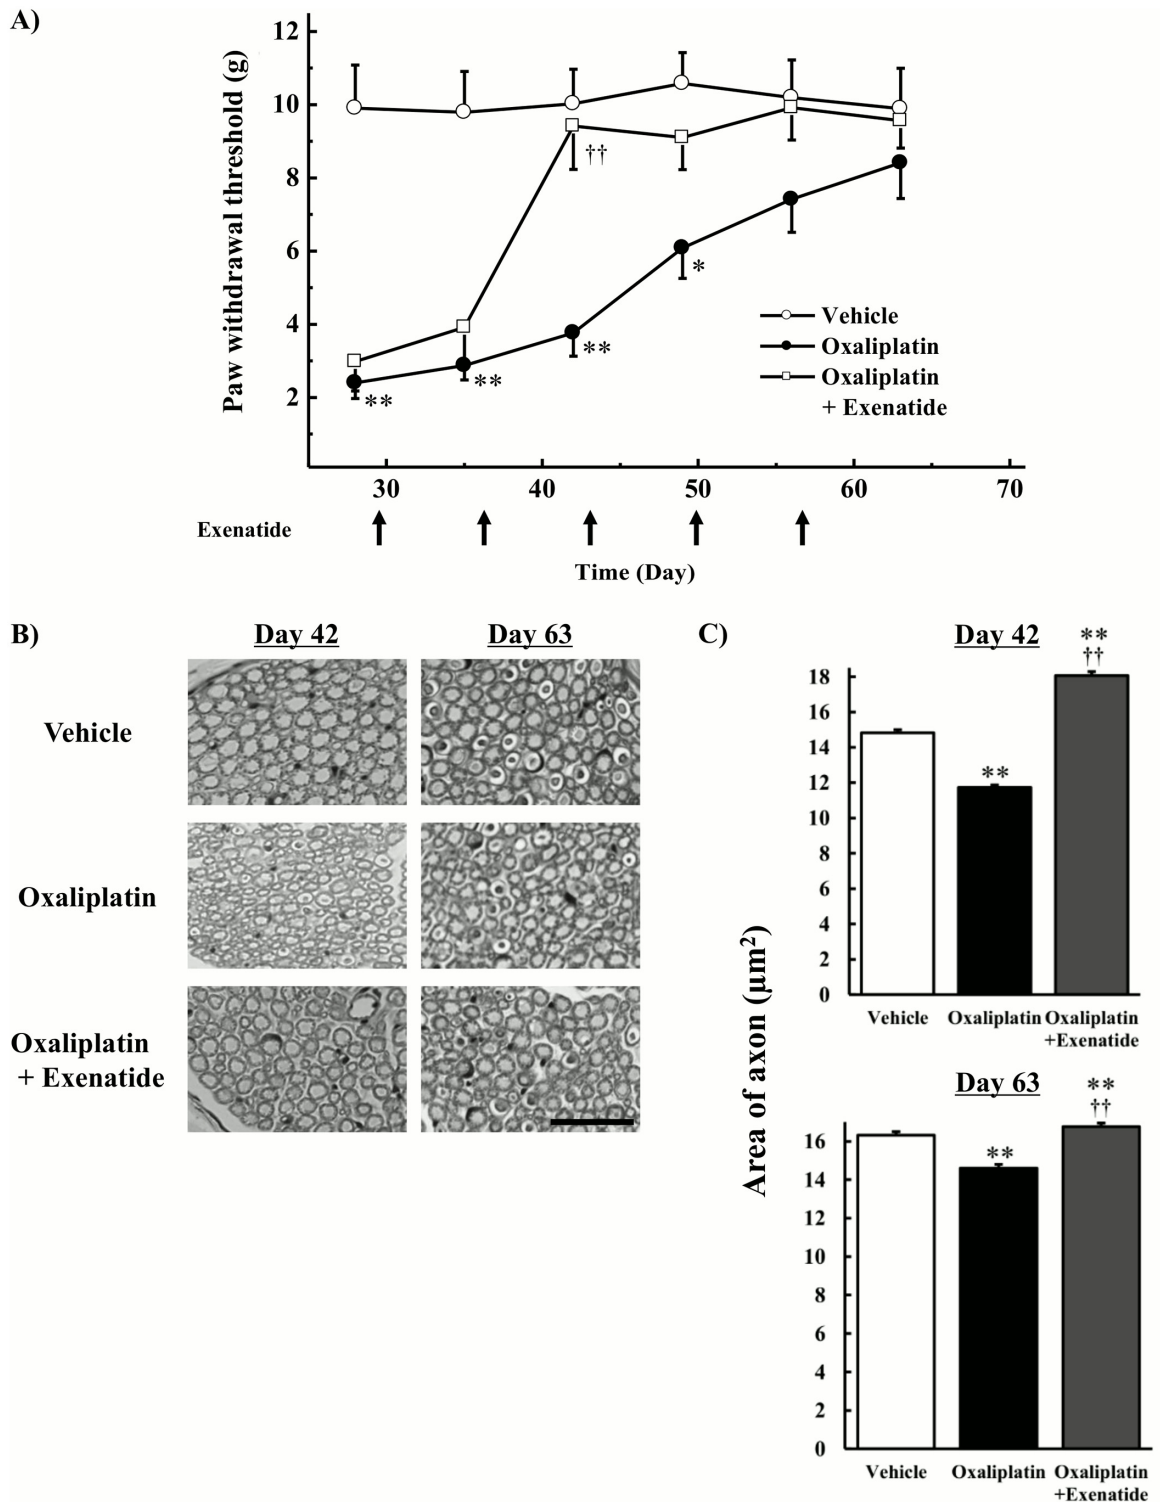 A)
Paw withdrawal threshold (g)
12
10
8
6
4
2
††
*
**
**
**
Vehicle
Oxaliplatin
Oxaliplatin
+ Exenatide
30 40 50 60 70
Exenatide
Time (Day)
B)
Day 42 Day 63
Vehicle
Oxaliplatin
Oxaliplatin
+ Exenatide
C)
Area of axon (μm²)
Day 42
**
††
**
18
16
14
12
10
8
6
4
2
0
Vehicle Oxaliplatin Oxaliplatin
+Exenatide
Day 63
**
††
**
16
14
12
10
8
6
4
2
0
Vehicle Oxaliplatin Oxaliplatin
+Exenatide